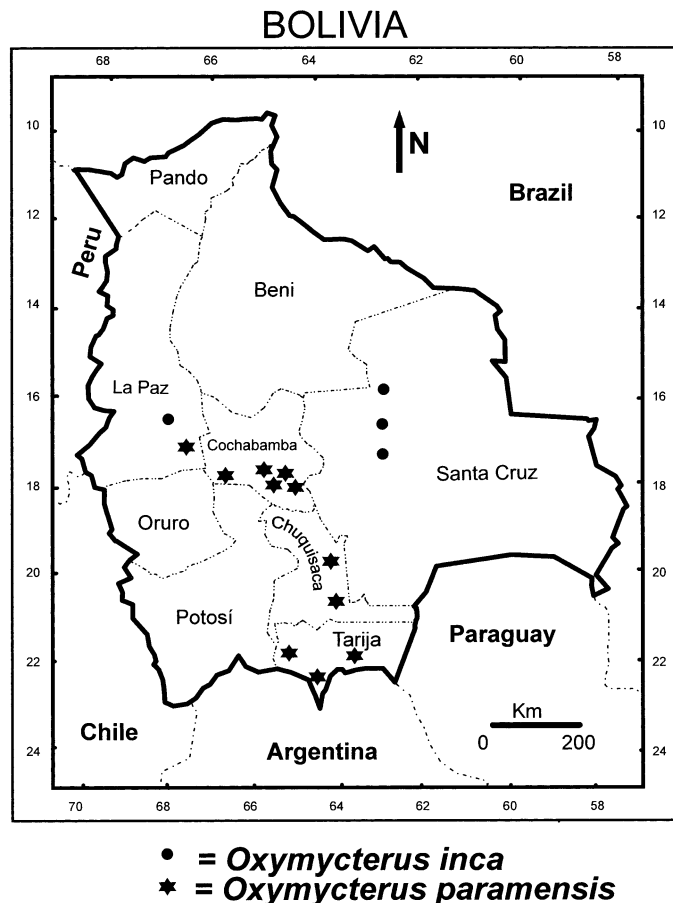 BOLIVIA
68 66 64 62 60 58
10 10
N
Pando
Brazil
12 12
Peru
Beni
14 14
16 16
La Paz
Cochabamba
Santa Cruz
18 18
Oruro
Chuquisaca
20 20
Potosí
Tarija
Paraguay
22 22
Km
Chile
0 200
Argentina
24 24
70 68 66 64 62 60 58
= Oxymycterus inca
= Oxymycterus paramensis